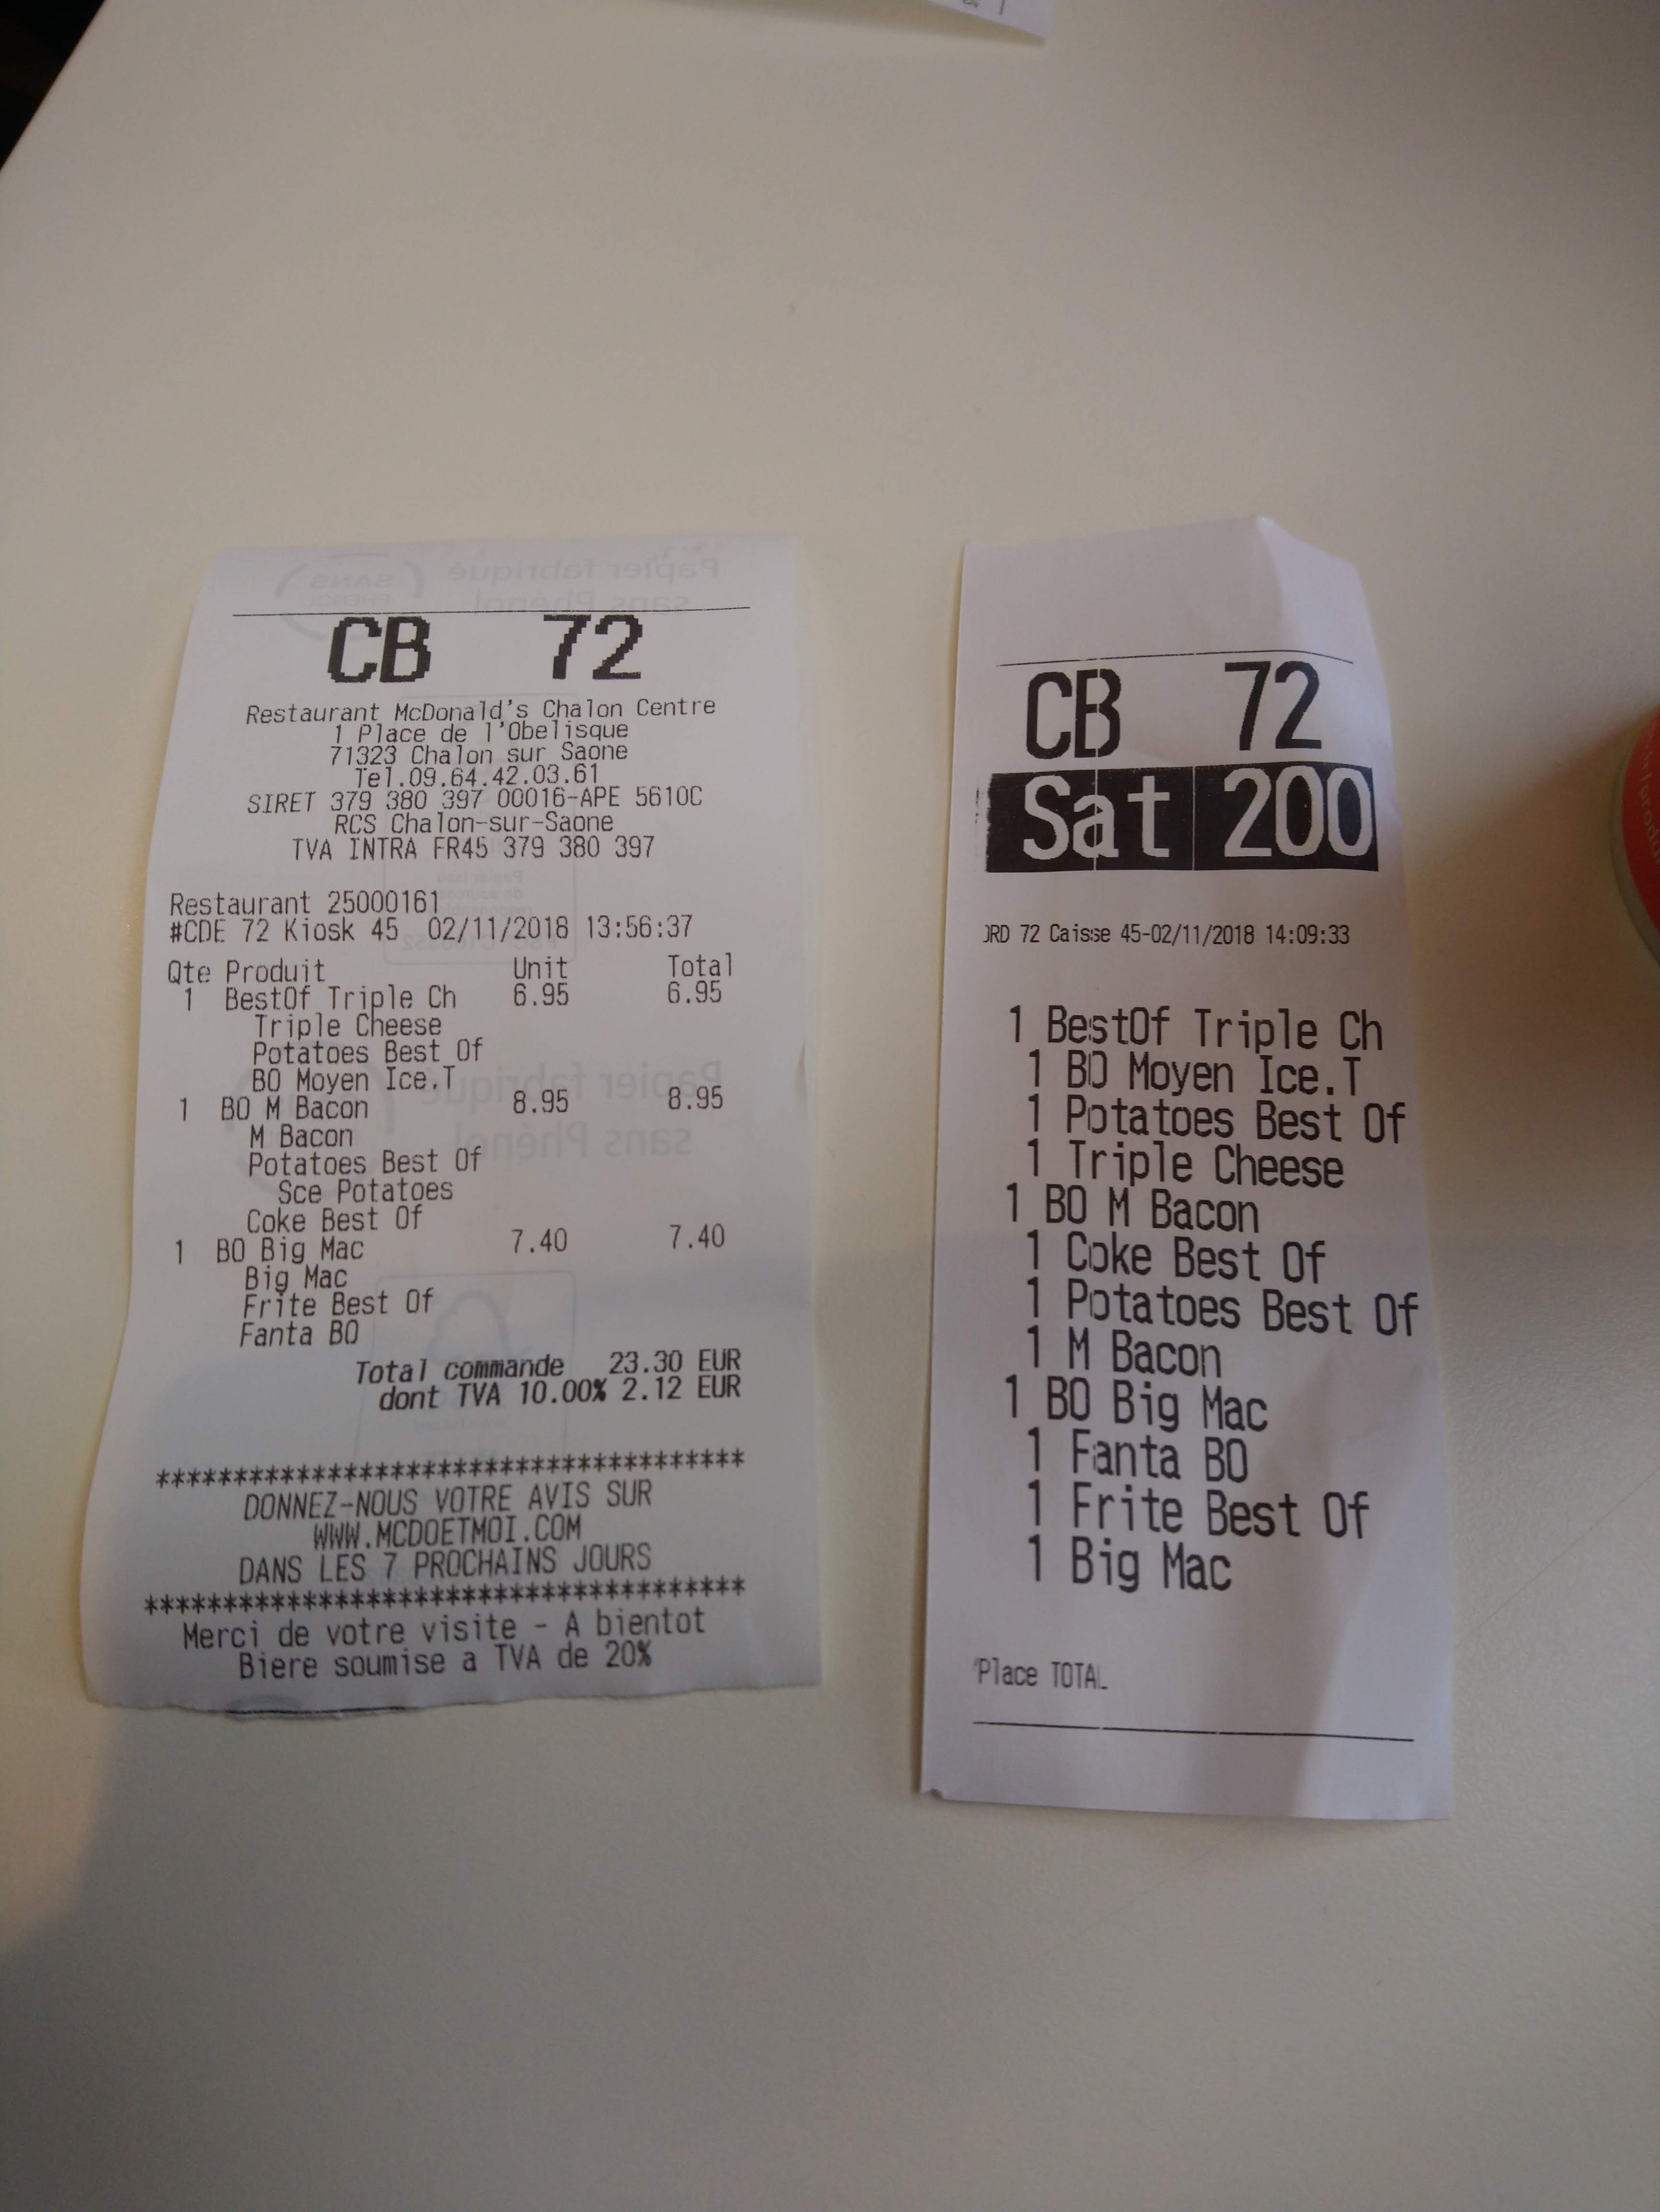 CB 72
Restaurant McDonald's Chalon Centre
1 Place de l'Obelisque
71323 Chalon sur Saone
Tel.09.64.42.03.61
SIRET 379 380 397 00016-APE 5610C
RCS Chalon-sur-Saone
TVA INTRA FR45 379 380 397
Restaurant 25000161
#CDE 72 Kiosk 45 02/11/2018 13:56:37
Qte Produit Unit Total
1 BestOf Triple Ch 6.95 6.95
Triple Cheese
Potatoes Best Of
BO Moyen Ice.T
1 BO M Bacon 8.95 8.95
M Bacon
Potatoes Best Of
Sce Potatoes
Coke Best Of
1 BO Big Mac 7.40 7.40
Big Mac
Frite Best Of
Fanta BO
Total commande 23.30 EUR
dont TVA 10.00% 2.12 EUR
****************************************
DONNEZ-NOUS VOTRE AVIS SUR
WWW.MCDOETMOI.COM
DANS LES 7 PROCHAINS JOURS
****************************************
Merci de votre visite - A bientot
Biere soumise a TVA de 20%
CB 72
Sat 200
ORD 72 Caisse 45-02/11/2018 14:09:33
1 BestOf Triple Ch
1 BO Moyen Ice.T
1 Potatoes Best Of
1 Triple Cheese
1 BO M Bacon
1 Coke Best Of
1 Potatoes Best Of
1 M Bacon
1 BO Big Mac
1 Fanta BO
1 Frite Best Of
1 Big Mac
Place TOTAL